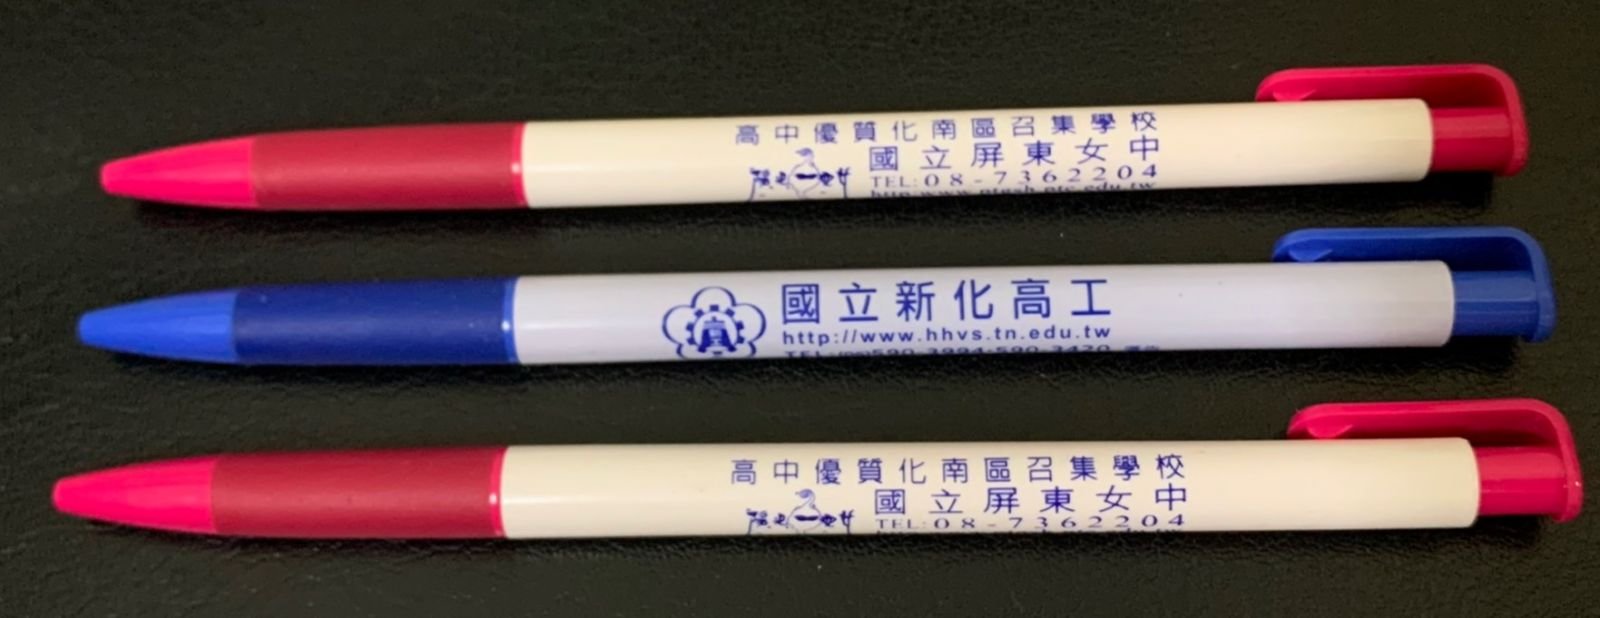 高中優質化南區召集學校
國立屏東女中
TEL:08-7362204
國立新化高工
http://www.hhvs.tn.edu.tw
高中優質化南區召集學校
國立屏東女中
TEL:08-7362204